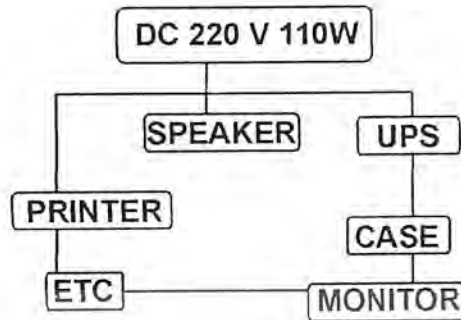 DC 220 V 110W
SPEAKER
UPS
PRINTER
CASE
ETC
MONITOR